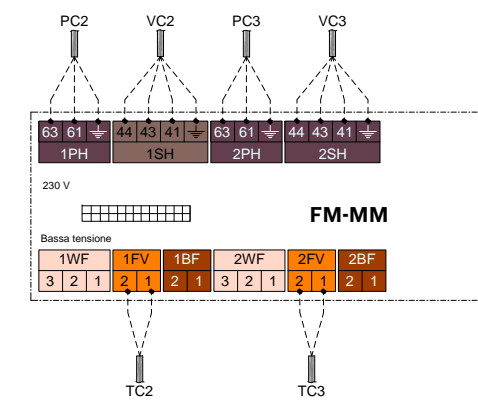 PC2 VC2 PC3 VC3
63 61 44 43 41 63 61 44 43 41
1PH 1SH 2PH 2SH
230 V
FM-MM
Bassa tensione
1WF 1FV 1BF 2WF 2FV 2BF
3 2 1 2 1 2 1 3 2 1 2 1 2 1
TC2 TC3